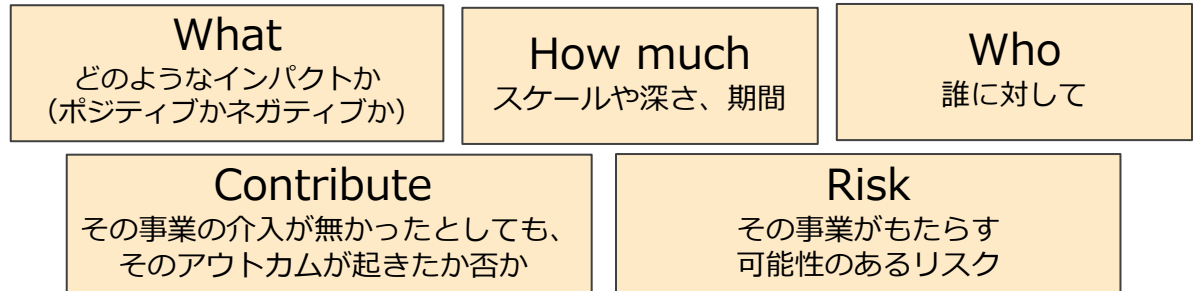 What
どのようなインパクトか
（ポジティブかネガティブか）
How much
スケールや深さ、期間
Who
誰に対して
Contribute
その事業の介入が無かったとしても、
そのアウトカムが起きたか否か
Risk
その事業がもたらす
可能性のあるリスク